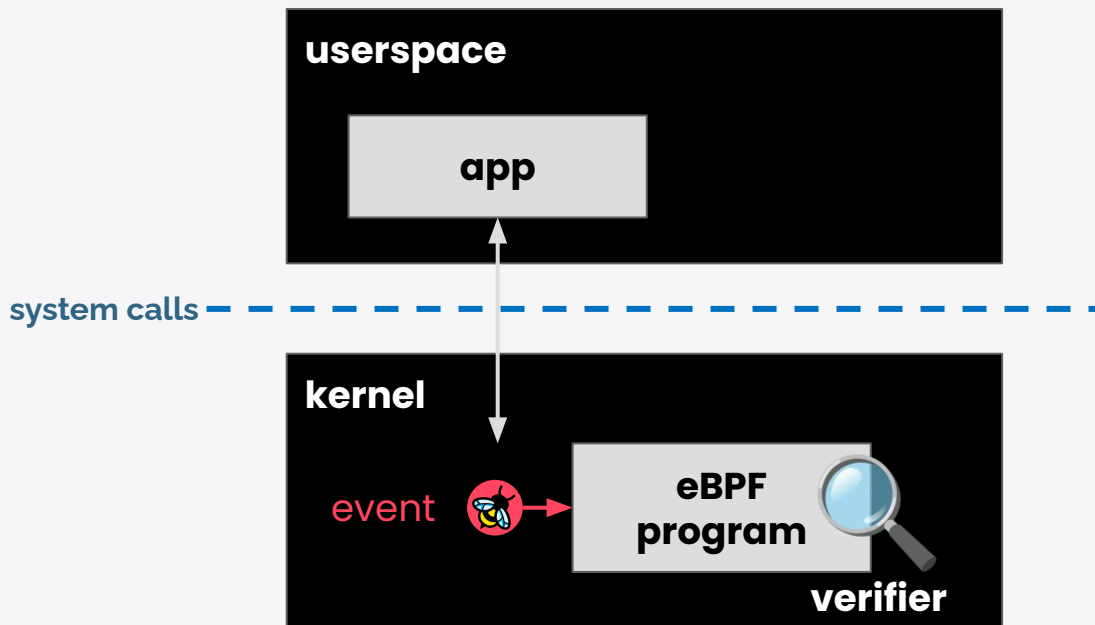 userspace
app
system calls
kernel
event
eBPF
program
verifier